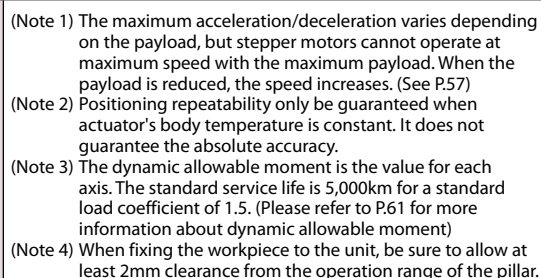 (Note 1) The maximum acceleration/deceleration varies depending
on the payload, but stepper motors cannot operate at
maximum speed with the maximum payload. When the
payload is reduced, the speed increases. (See P.57)
(Note 2) Positioning repeatability only be guaranteed when
actuator's body temperature is constant. It does not
guarantee the absolute accuracy.
(Note 3) The dynamic allowable moment is the value for each
axis. The standard service life is 5,000km for a standard
load coefficient of 1.5. (Please refer to P.61 for more
information about dynamic allowable moment)
(Note 4) When fixing the workpiece to the unit, be sure to allow at
least 2mm clearance from the operation range of the pillar.